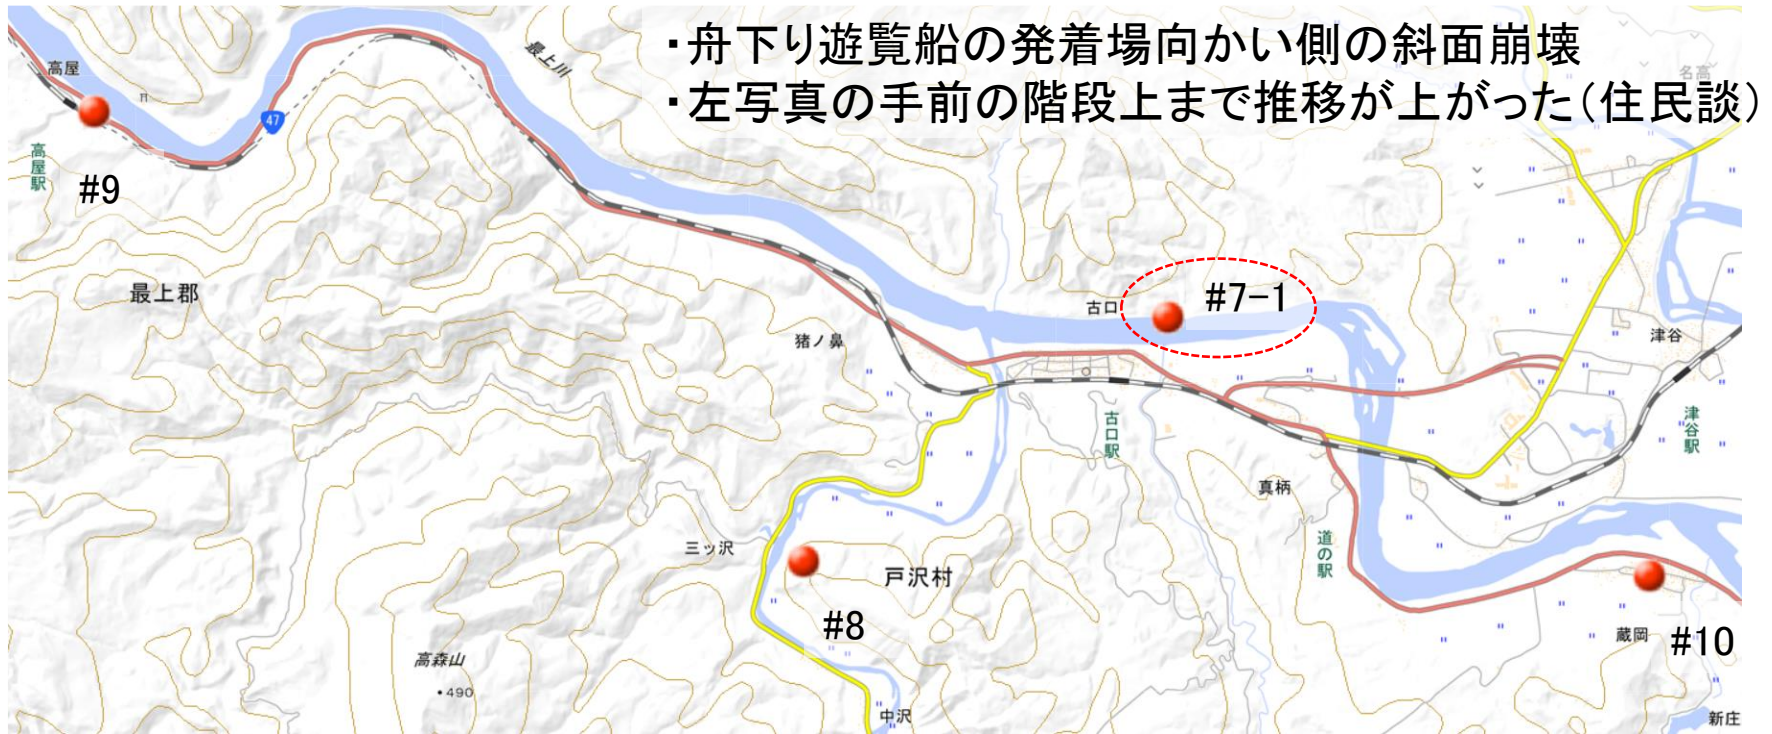 ・舟下り遊覧船の発着場向かい側の斜面崩壊
・左写真の手前の階段上まで推移が上がった（住民談）
名高
最上川
高屋
47
高屋駅
#9
最上郡
古口
#7-1
猪ノ鼻
津谷
古口駅
津谷駅
真柄
道の駅
三ッ沢
戸沢村
#8
蔵岡
#10
高森山
・490
中沢
新庄